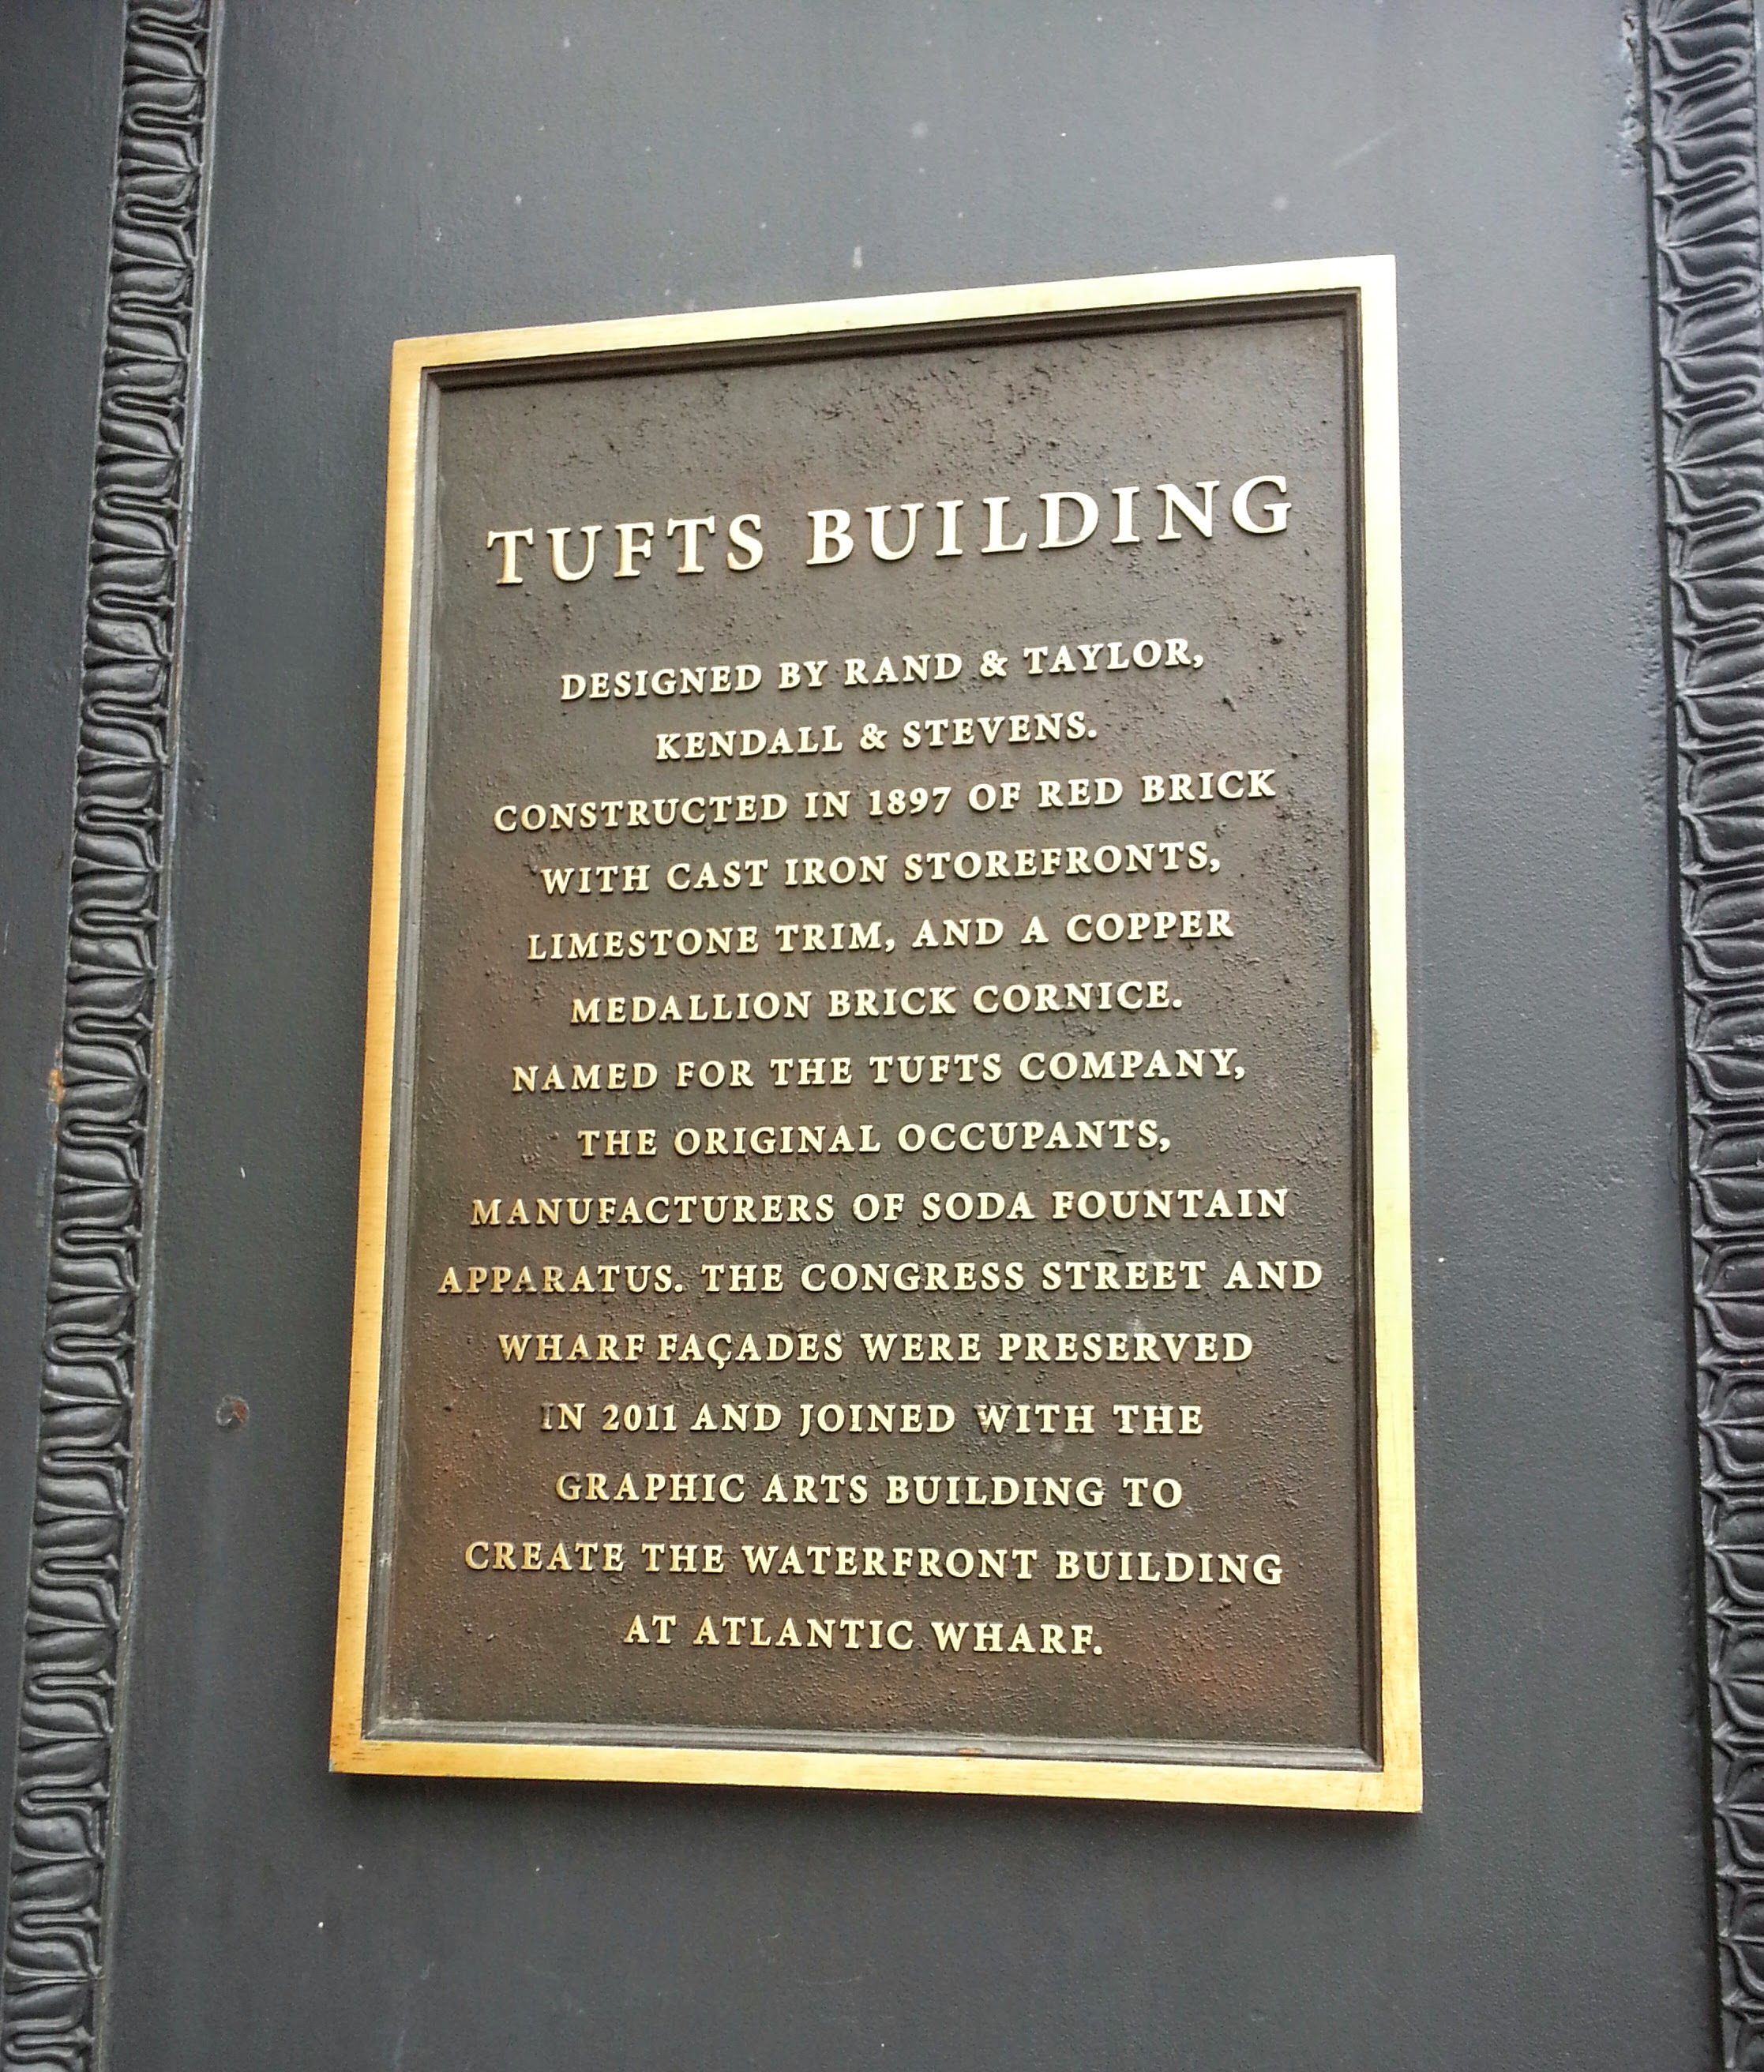 TUFTS BUILDING
DESIGNED BY RAND & TAYLOR,
KENDALL & STEVENS.
CONSTRUCTED IN 1897 OF RED BRICK
WITH CAST IRON STOREFRONTS,
LIMESTONE TRIM, AND A COPPER
MEDALLION BRICK CORNICE.
NAMED FOR THE TUFTS COMPANY,
THE ORIGINAL OCCUPANTS,
MANUFACTURERS OF SODA FOUNTAIN
APPARATUS. THE CONGRESS STREET AND
WHARF FAÇADES WERE PRESERVED
IN 2011 AND JOINED WITH THE
GRAPHIC ARTS BUILDING TO
CREATE THE WATERFRONT BUILDING
AT ATLANTIC WHARF.